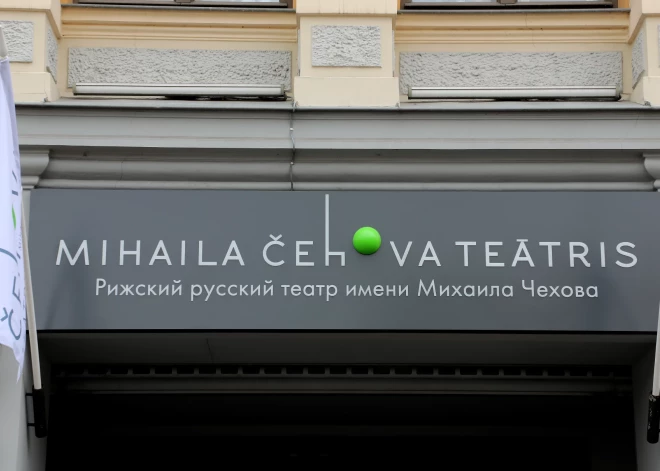 MIHAILA ČEhOVA TEĀTRIS
Рижский русский театр имени Михаила Чехова